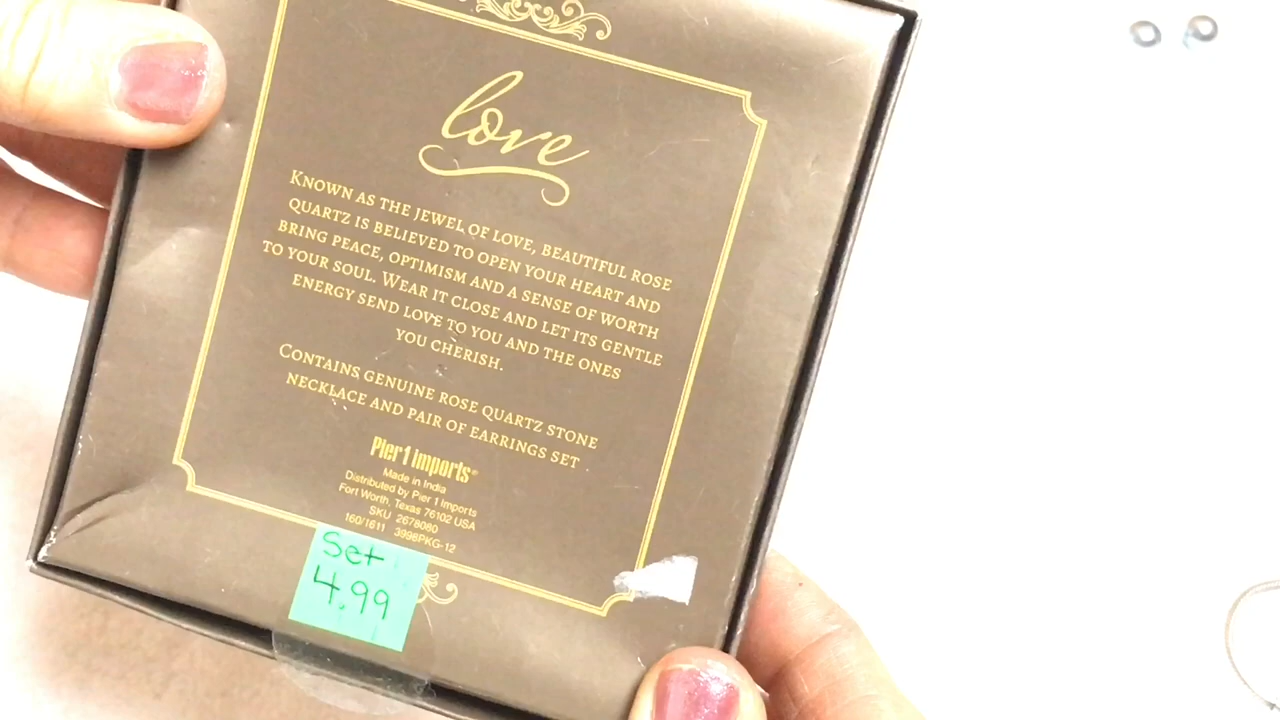 love
KNOWN AS THE JEWEL OF LOVE, BEAUTIFUL ROSE
QUARTZ IS BELIEVED TO OPEN YOUR HEART AND
BRING PEACE, OPTIMISM AND A SENSE OF WORTH
TO YOUR SOUL. WEAR IT CLOSE AND LET ITS GENTLE
ENERGY SEND LOVE TO YOU AND THE ONES
YOU CHERISH.
CONTAINS GENUINE ROSE QUARTZ STONE
NECKLACE AND PAIR OF EARRINGS SET
Pier 1 imports®
Made in India
Distributed by Pier 1 Imports
Fort Worth, Texas 76102 USA
SKU 2678080
160/1611 3998PKG-12
Set
4.99